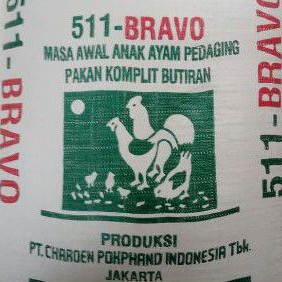 511-BRAVO
MASA AWAL ANAK AYAM PEDAGING
PAKAN KOMPLIT BUTIRAN
PRODUKSI
PT. CHAROEN POKPHAND INDONESIA Tbk.
JAKARTA
511-BRAVO
511-BRAVO